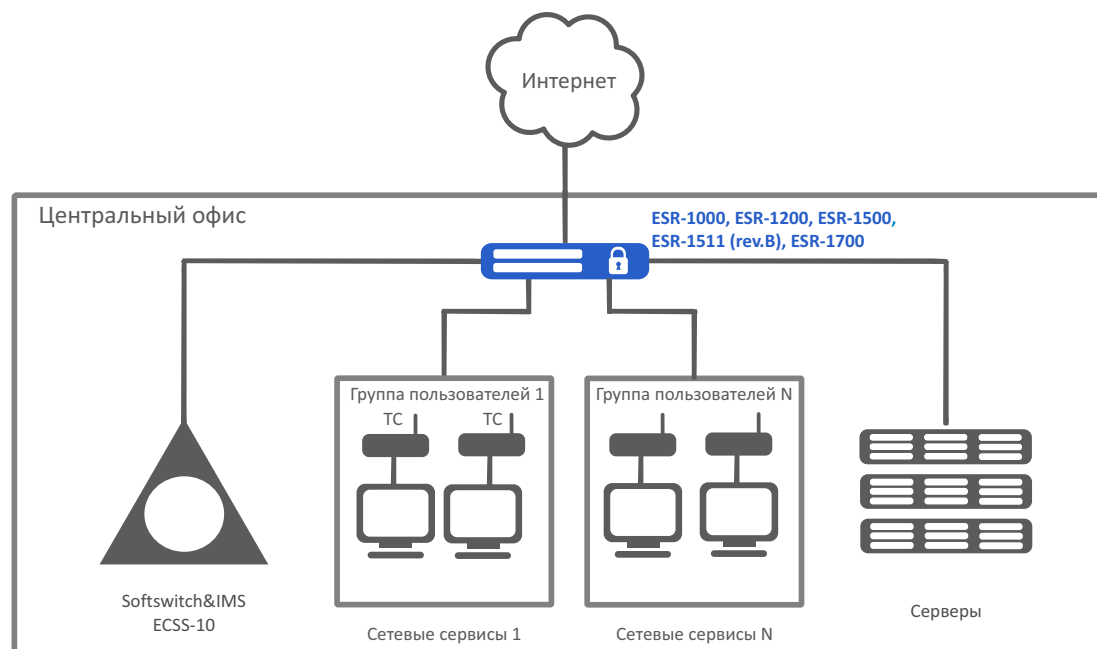 Интернет
Центральный офис
ESR-1000, ESR-1200, ESR-1500,
ESR-1511 (rev.B), ESR-1700
Группа пользователей 1
ТС
ТС
Группа пользователей N
Softswitch&IMS
ECSS-10
Сетевые сервисы 1
Сетевые сервисы N
Серверы